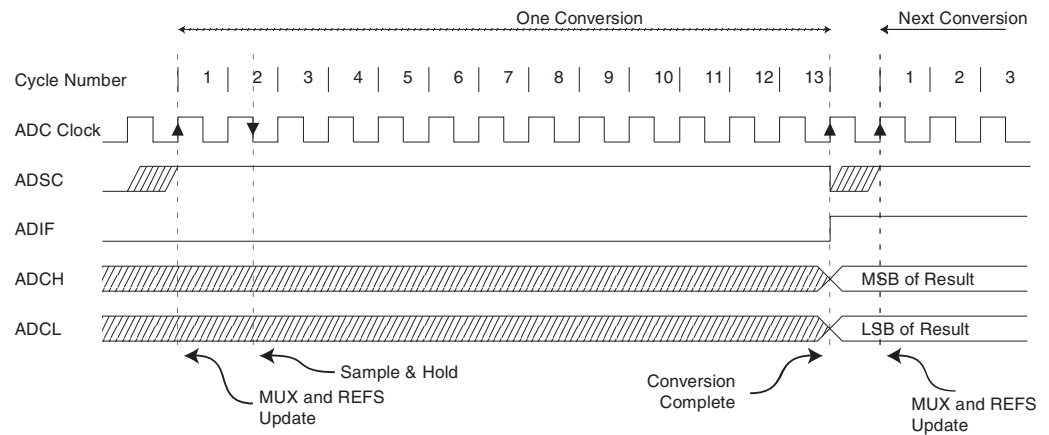 One Conversion
Next Conversion
Cycle Number
1 2 3 4 5 6 7 8 9 10 11 12 13 1 2 3
ADC Clock
ADSC
ADIF
ADCH
MSB of Result
ADCL
LSB of Result
Sample & Hold
MUX and REFS
Update
Conversion
Complete
MUX and REFS
Update